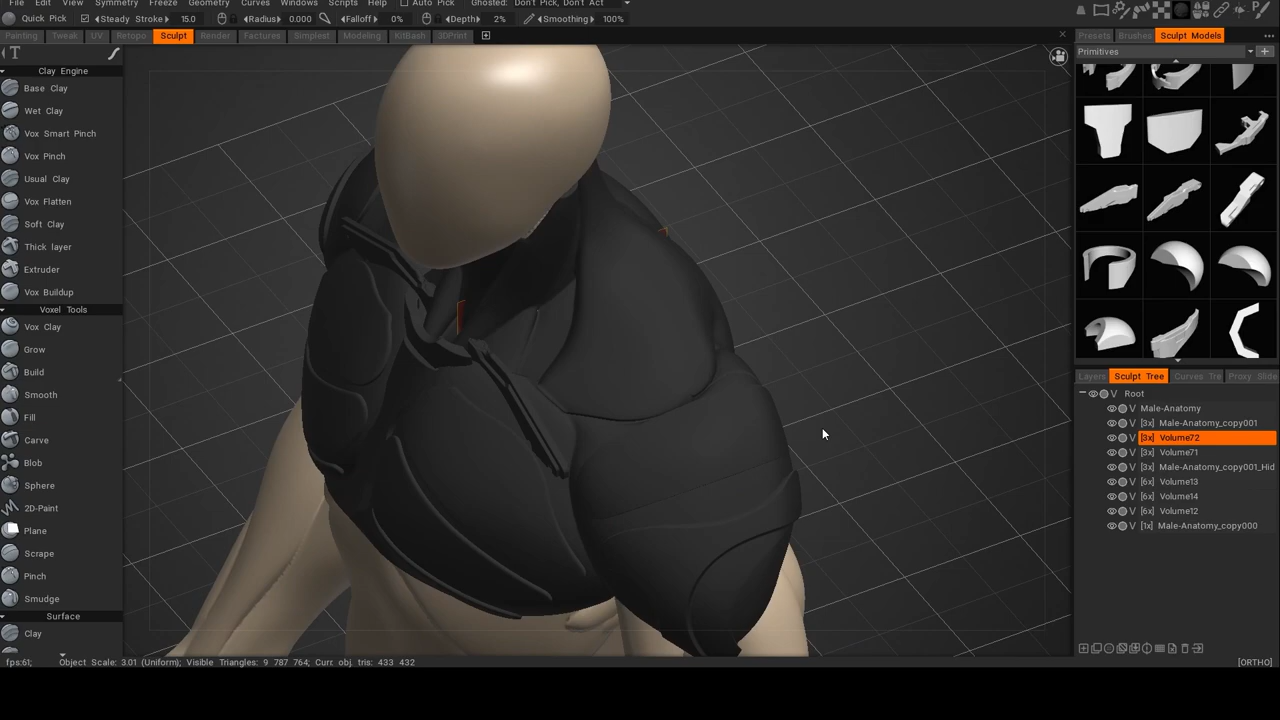 File View Symmetry Freeze Geometry Curves Windows Scripts Help Auto Pick Ghosted: Don't Pick, Don't Act
Quick Pick Steady Stroke 15.0 Radius 0.000 Falloff 0% Depth 2% Smoothing 100%
Painting Tweak UV Retopo Sculpt Render Factures Simplest Modeling KitBash 3DPrint
Presets Brushes Sculpt Models
Primitives
T
Clay Engine
Base Clay
Wet Clay
Vox Smart Pinch
Vox Pinch
Usual Clay
Vox Flatten
Soft Clay
Thick layer
Extruder
Vox Buildup
Voxel Tools
Vox Clay
Grow
Build
Smooth
Fill
Carve
Blob
Sphere
2D-Paint
Plane
Scrape
Pinch
Smudge
Surface
Clay
Layers Sculpt Tree Curves Tre Proxy Slide
Root
V Male-Anatomy
V [3x] Male-Anatomy_copy001
V [3x] Volume72
V [3x] Volume71
V [3x] Male-Anatomy_copy001_Hid
V [6x] Volume13
V [6x] Volume14
V [6x] Volume12
V [1x] Male-Anatomy_copy000
fps:61; Object Scale: 3.01 (Uniform); Visible Triangles: 9 787 764; Curr. obj. tris: 433 432 [ORTHO]